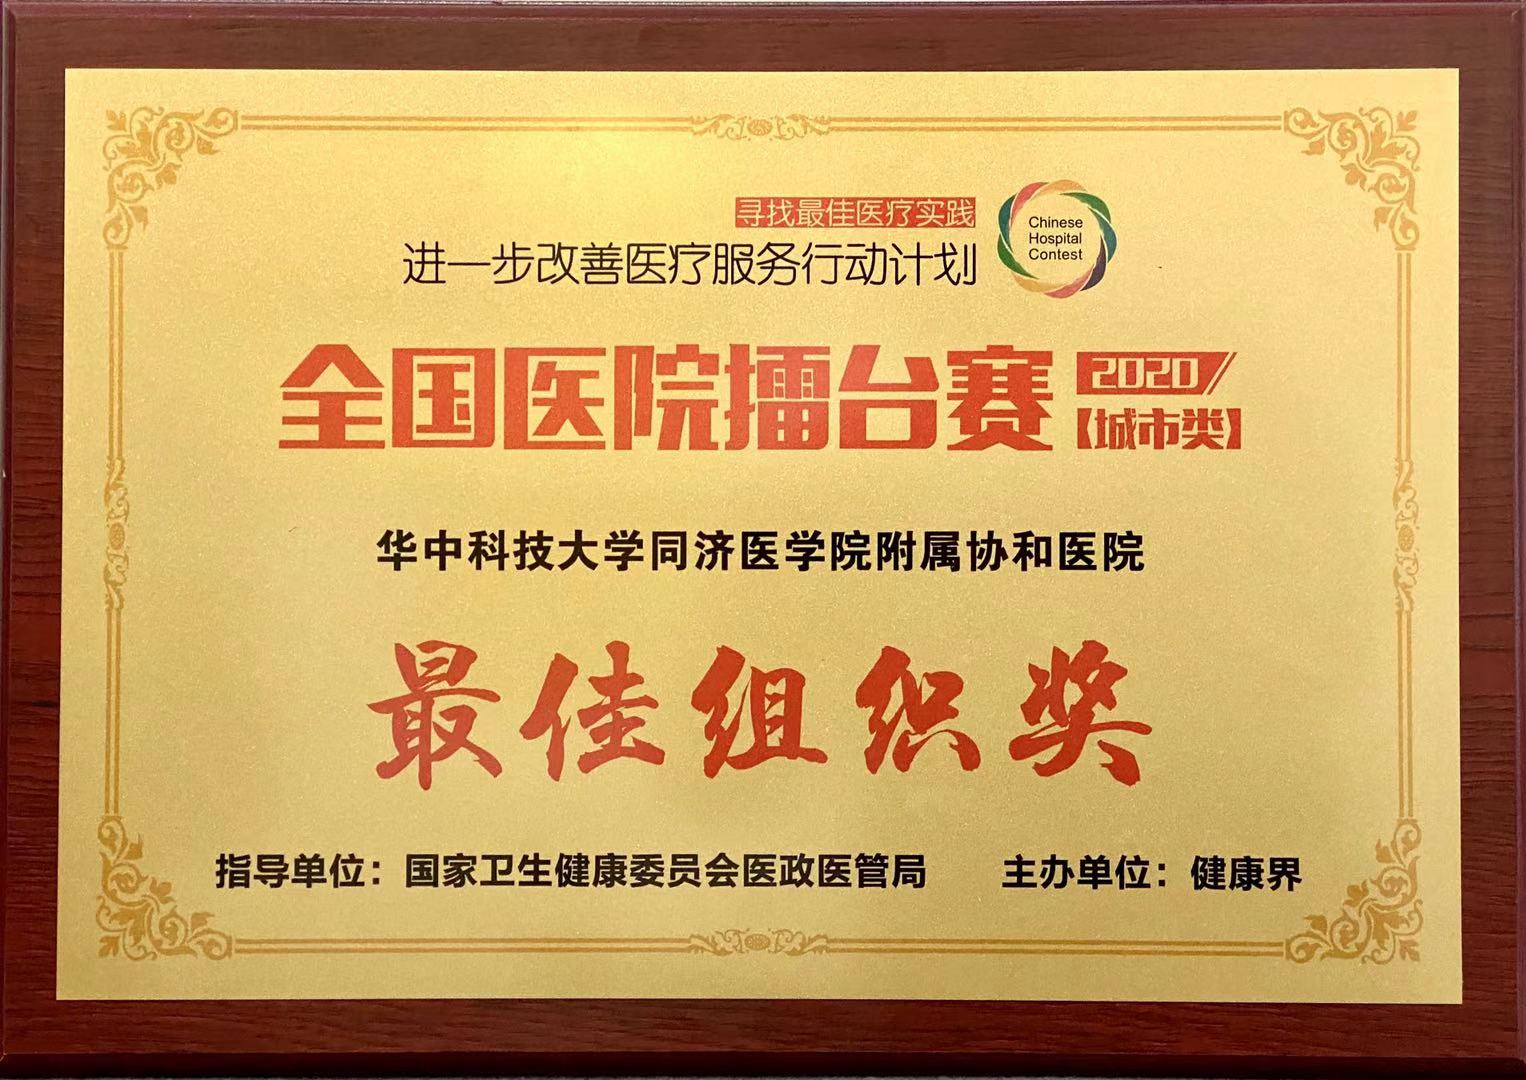 寻找最佳医疗实践
进一步改善医疗服务行动计划
Chinese
Hospital
Contest
全国医院擂台赛
2020
【城市类】
华中科技大学同济医学院附属协和医院
最佳组织奖
指导单位：国家卫生健康委员会医政医管局 主办单位：健康界